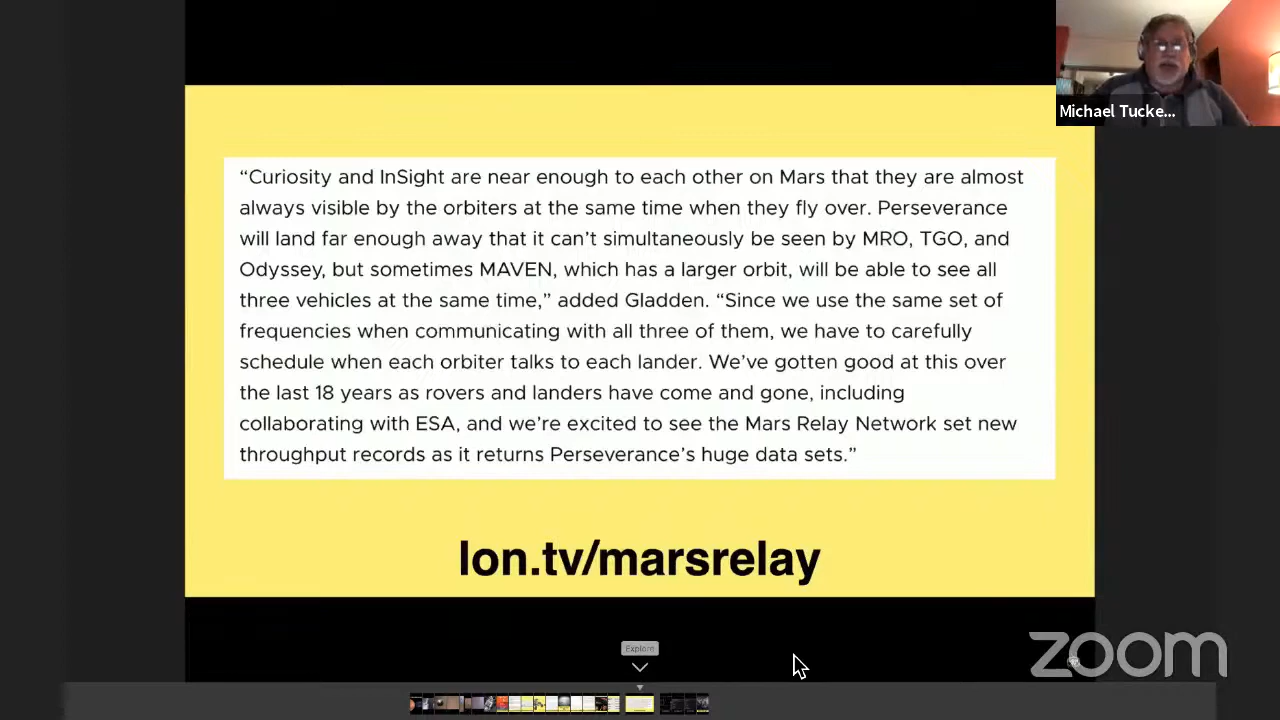 Michael Tucke...
“Curiosity and InSight are near enough to each other on Mars that they are almost
always visible by the orbiters at the same time when they fly over. Perseverance
will land far enough away that it can’t simultaneously be seen by MRO, TGO, and
Odyssey, but sometimes MAVEN, which has a larger orbit, will be able to see all
three vehicles at the same time,” added Gladden. “Since we use the same set of
frequencies when communicating with all three of them, we have to carefully
schedule when each orbiter talks to each lander. We’ve gotten good at this over
the last 18 years as rovers and landers have come and gone, including
collaborating with ESA, and we’re excited to see the Mars Relay Network set new
throughput records as it returns Perseverance’s huge data sets.”
lon.tv/marsrelay
Explore
zoom